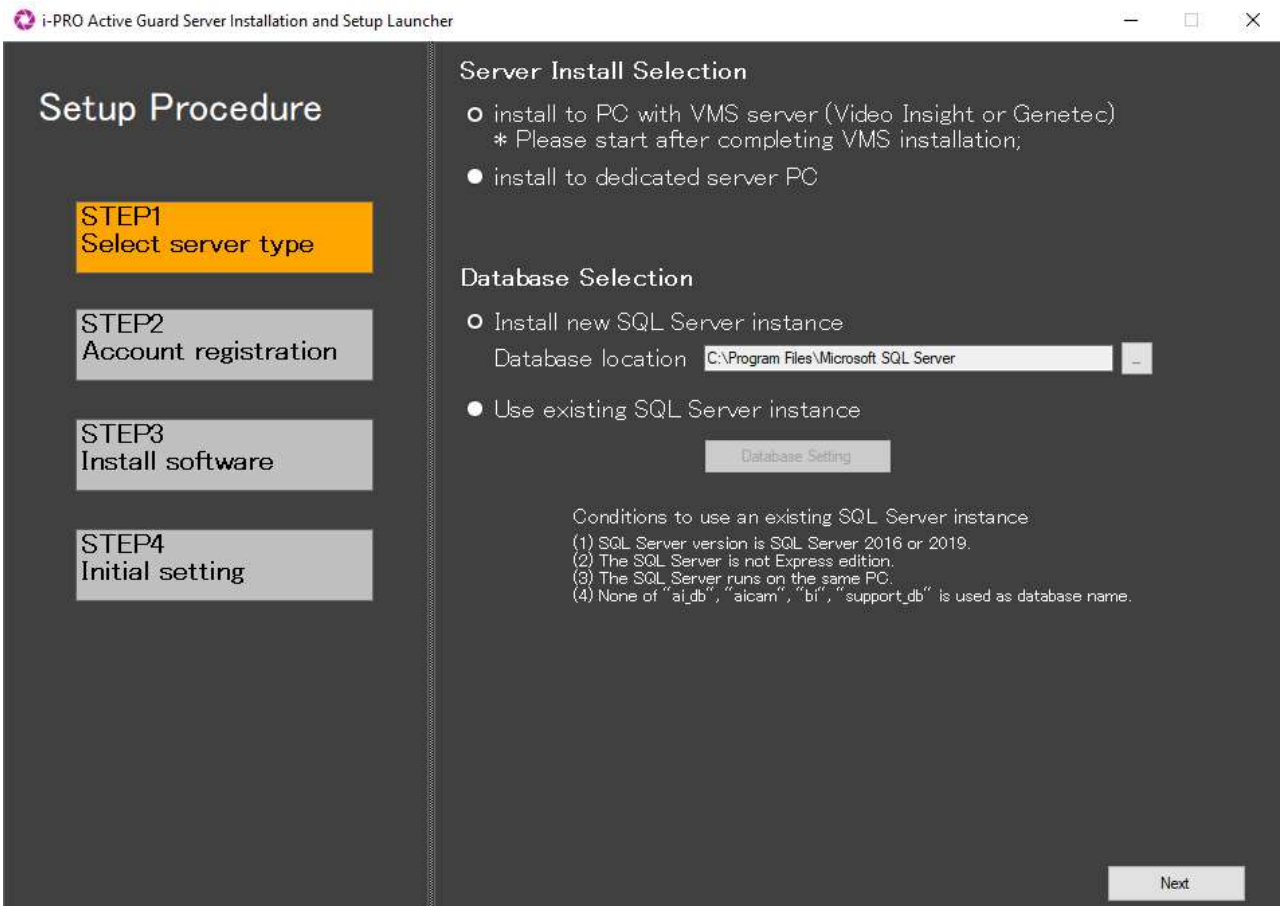 i-PRO Active Guard Server Installation and Setup Launcher
Setup Procedure
STEP1
Select server type
STEP2
Account registration
STEP3
Install software
STEP4
Initial setting
Server Install Selection
install to PC with VMS server (Video Insight or Genetec)
* Please start after completing VMS installation;
install to dedicated server PC
Database Selection
Install new SQL Server instance
Database location C:\Program Files\Microsoft SQL Server ...
Use existing SQL Server instance
Database Setting
Conditions to use an existing SQL Server instance
(1) SQL Server version is SQL Server 2016 or 2019.
(2) The SQL Server is not Express edition.
(3) The SQL Server runs on the same PC.
(4) None of "ai_db", "aicam", "bi", "support_db" is used as database name.
Next